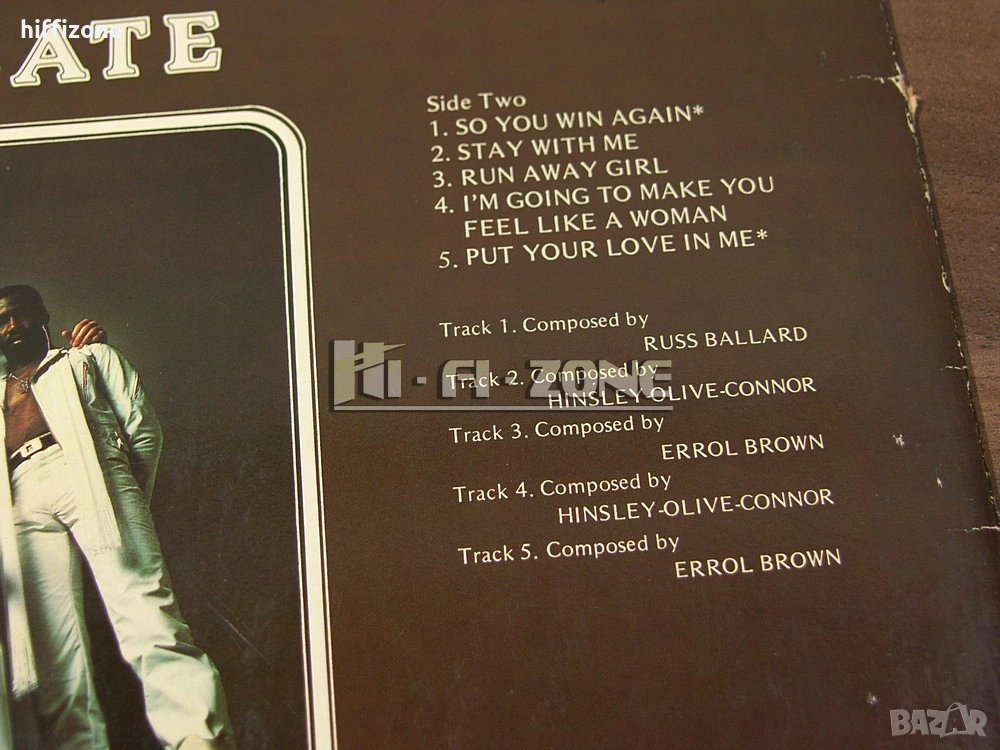 hiffizone
ATE
Side Two
1. SO YOU WIN AGAIN*
2. STAY WITH ME
3. RUN AWAY GIRL
4. I'M GOING TO MAKE YOU
FEEL LIKE A WOMAN
5. PUT YOUR LOVE IN ME*
Track 1. Composed by
RUSS BALLARD
HI-FI-ZONE
Track 2. Composed by
HINSLEY-OLIVE-CONNOR
Track 3. Composed by
ERROL BROWN
Track 4. Composed by
HINSLEY-OLIVE-CONNOR
Track 5. Composed by
ERROL BROWN
BAZAR